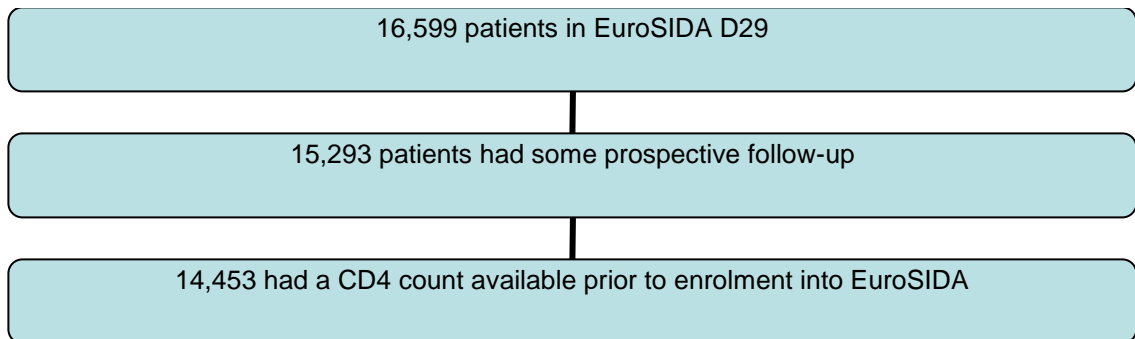 16,599 patients in EuroSIDA D29
15,293 patients had some prospective follow-up
14,453 had a CD4 count available prior to enrolment into EuroSIDA